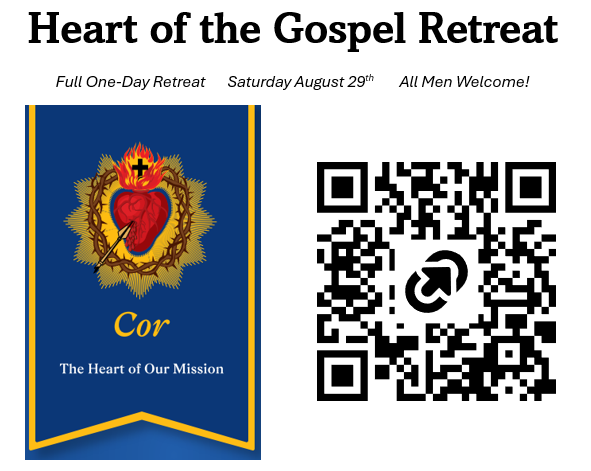 Heart of the Gospel Retreat
Full One-Day Retreat Saturday August 29th All Men Welcome!
Cor
The Heart of Our Mission